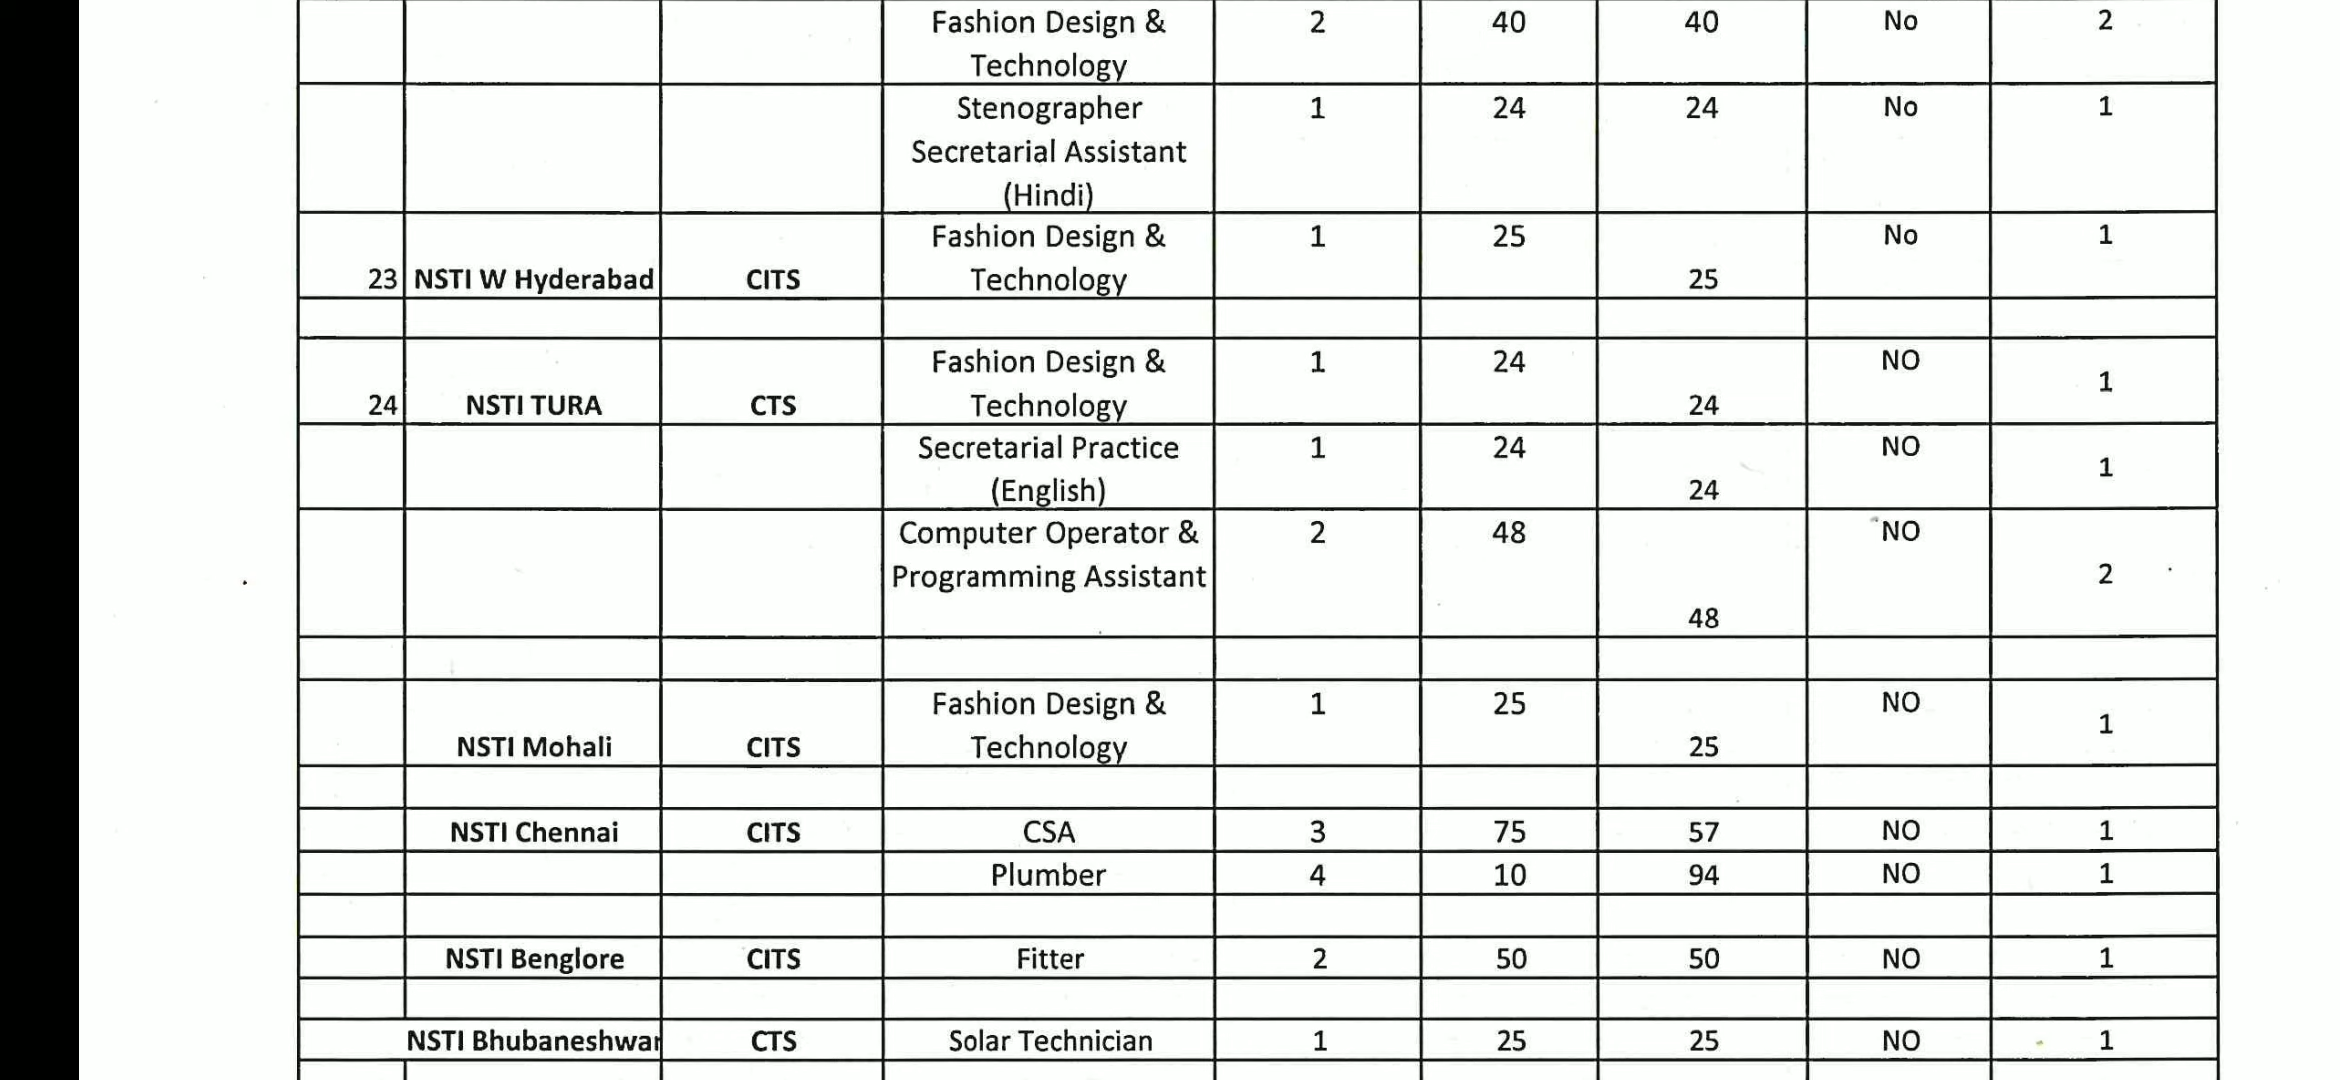 Fashion Design & 2 40 40 No 2
Technology
Stenographer 1 24 24 No 1
Secretarial Assistant
(Hindi)
Fashion Design & 1 25 No 1
23 NSTI W Hyderabad CITS Technology 25
Fashion Design & 1 24 NO 1
24 NSTI TURA CTS Technology 24
Secretarial Practice 1 24 NO 1
(English) 24
Computer Operator & 2 48 NO
Programming Assistant 2
48
Fashion Design & 1 25 NO 1
NSTI Mohali CITS Technology 25
NSTI Chennai CITS CSA 3 75 57 NO 1
Plumber 4 10 94 NO 1
NSTI Benglore CITS Fitter 2 50 50 NO 1
NSTI Bhubaneshwar CTS Solar Technician 1 25 25 NO 1